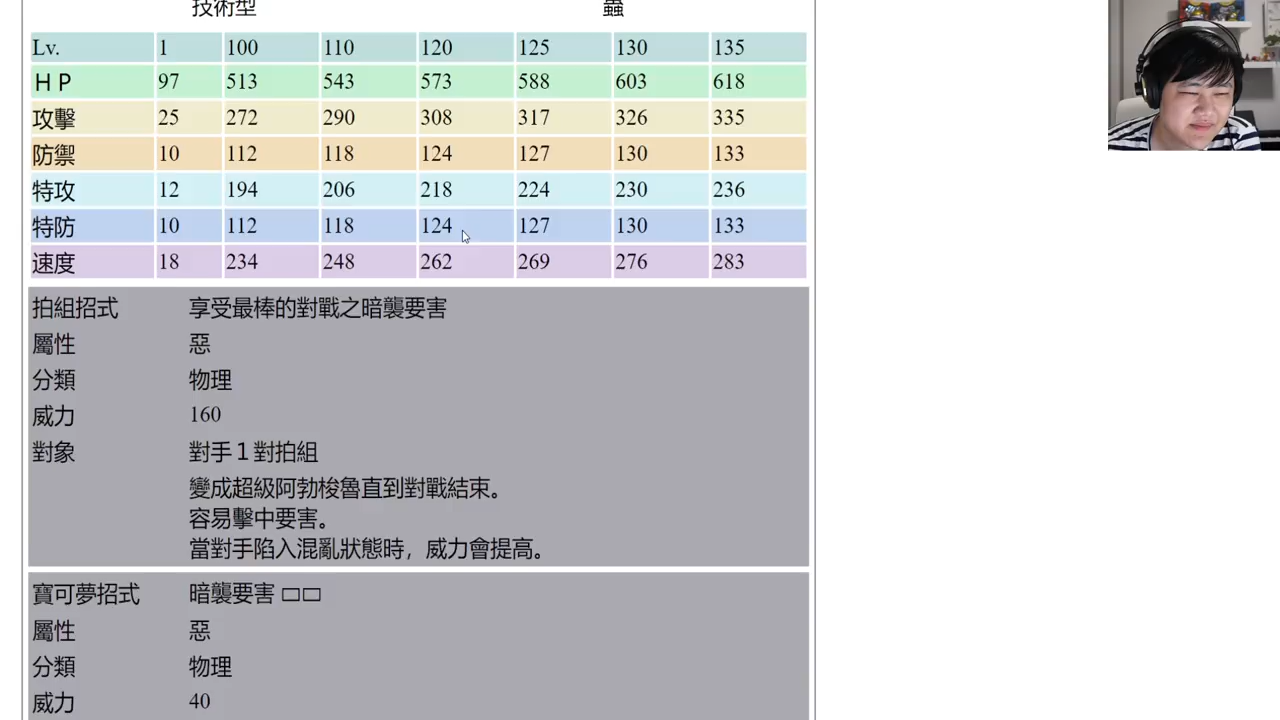 技術型 蟲
Lv. 1 100 110 120 125 130 135
ＨＰ 97 513 543 573 588 603 618
攻擊 25 272 290 308 317 326 335
防禦 10 112 118 124 127 130 133
特攻 12 194 206 218 224 230 236
特防 10 112 118 124 127 130 133
速度 18 234 248 262 269 276 283
拍組招式 享受最棒的對戰之暗襲要害
屬性 惡
分類 物理
威力 160
對象 對手１對拍組
變成超級阿勃梭魯直到對戰結束。
容易擊中要害。
當對手陷入混亂狀態時，威力會提高。
寶可夢招式 暗襲要害 □□
屬性 惡
分類 物理
威力 40